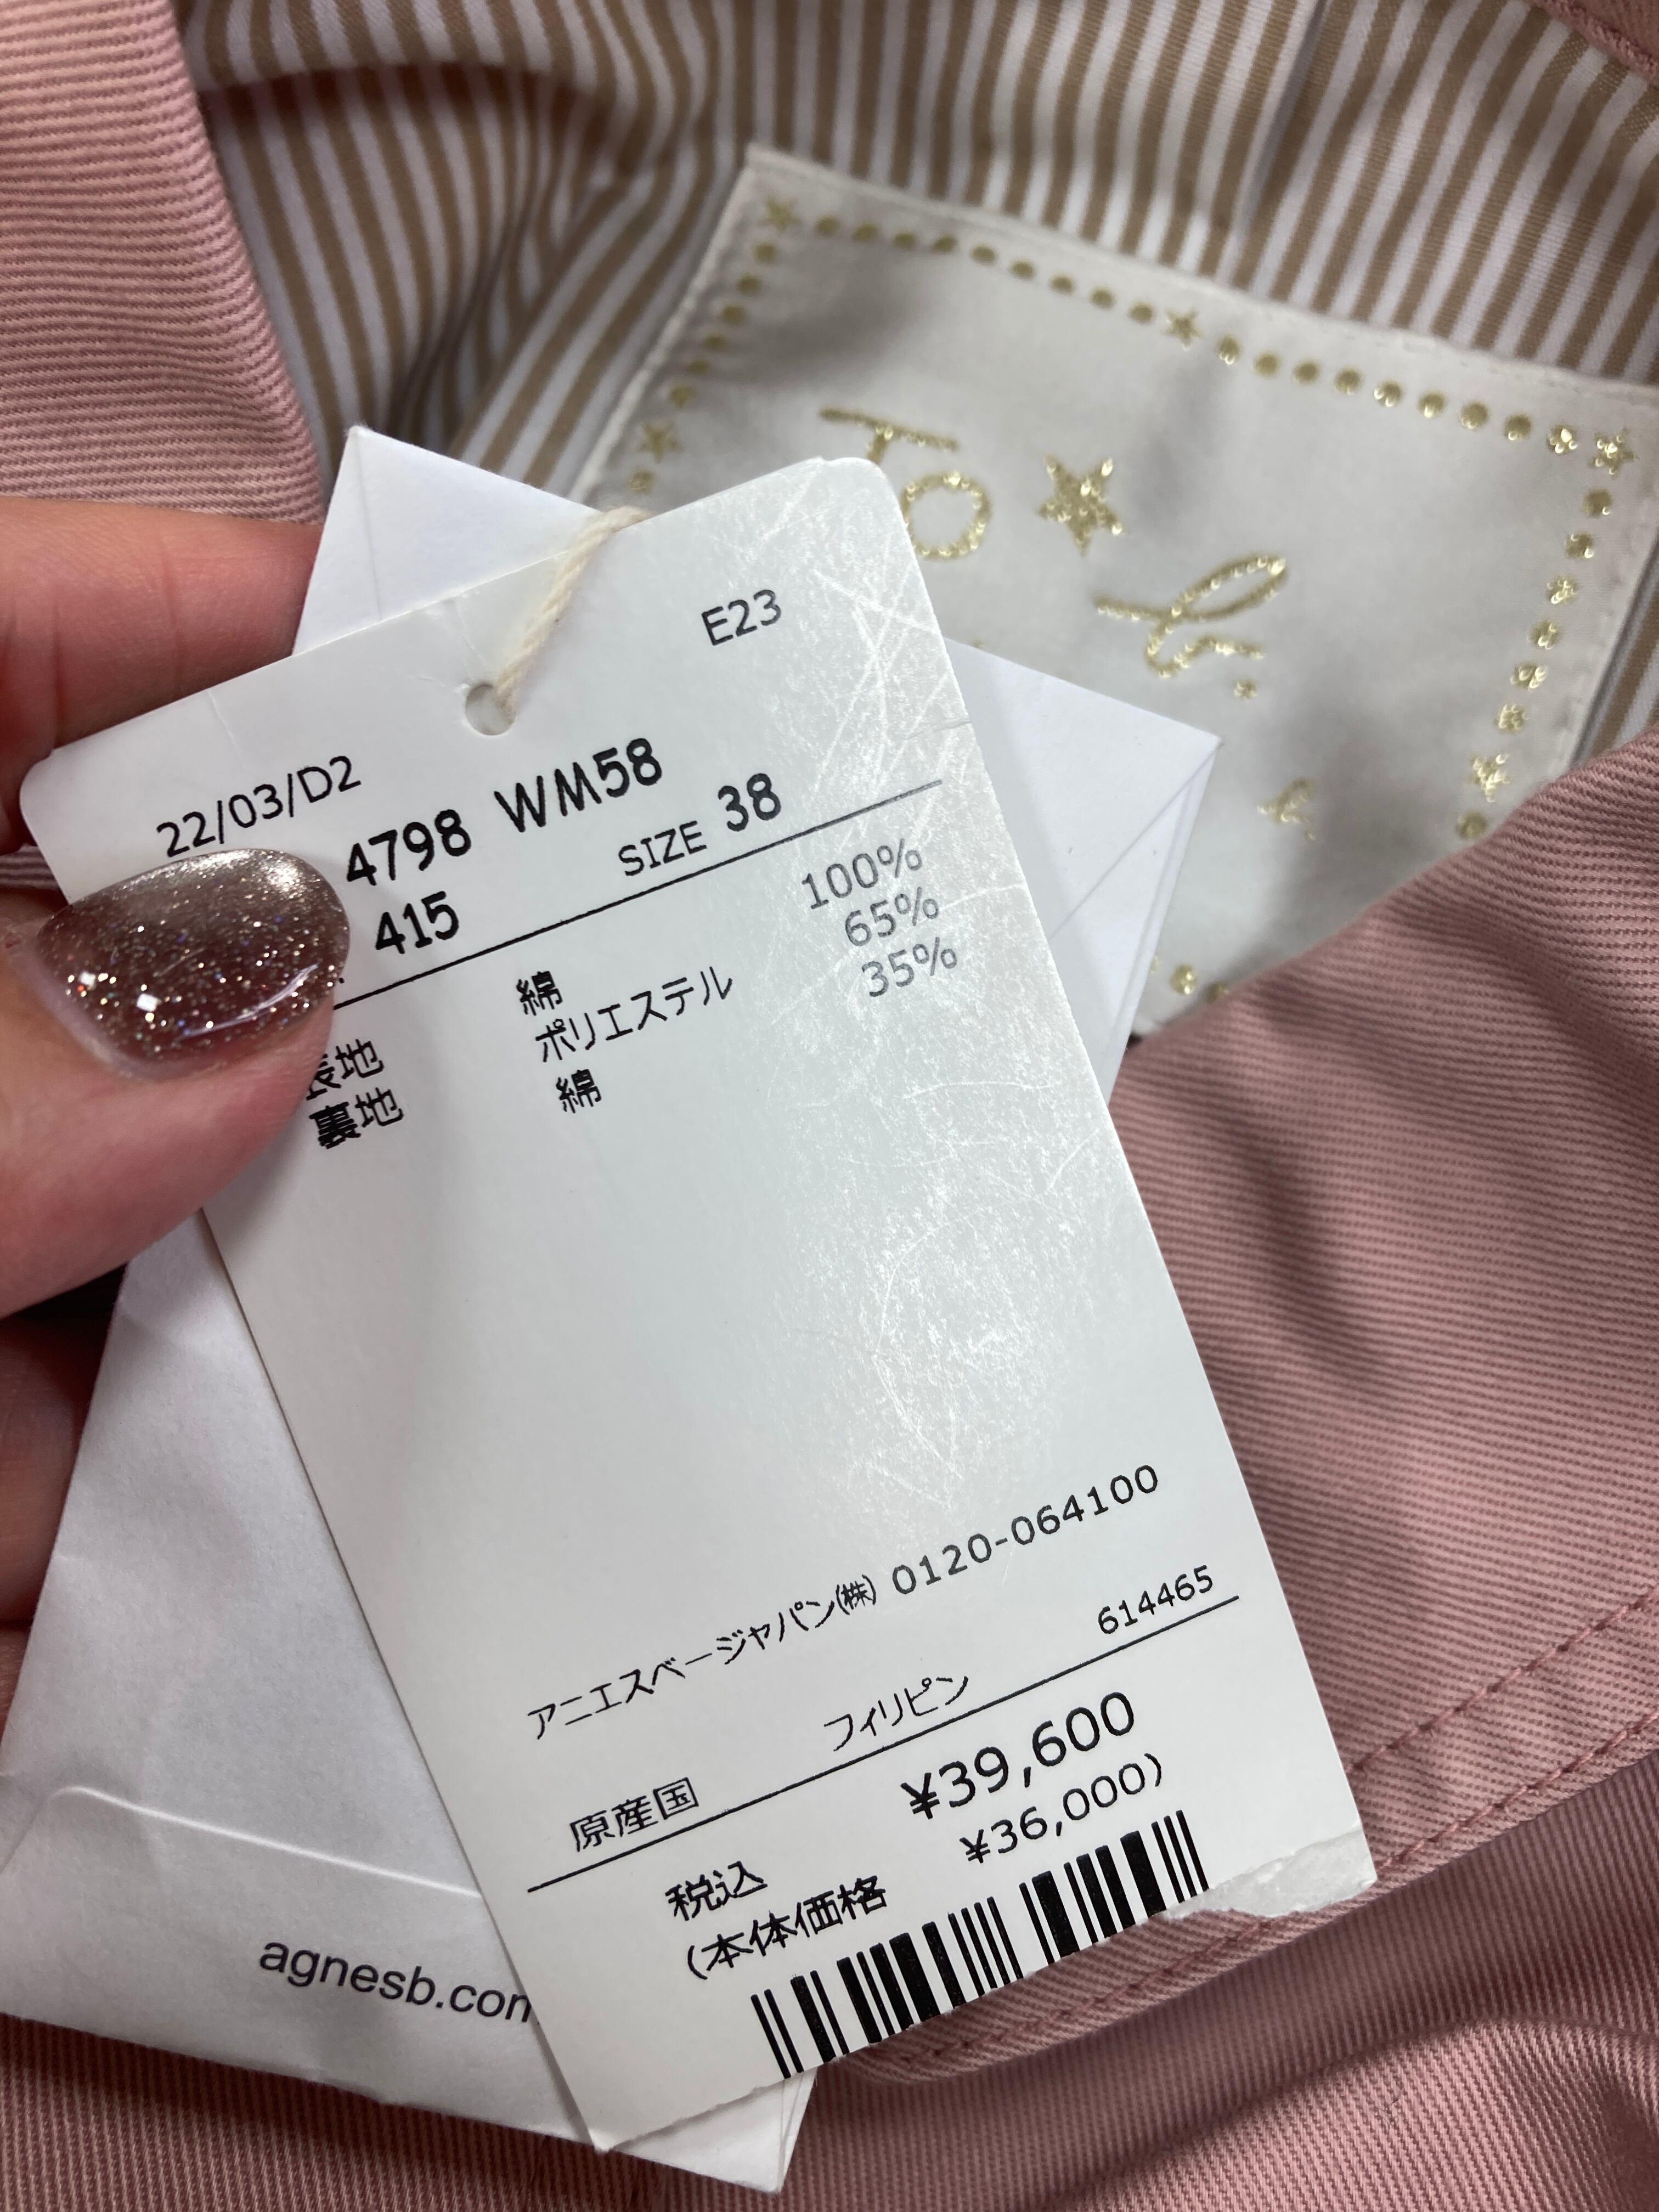 To b.
b.
E23
22/03/D2
4798 WM58
415 SIZE 38
表地 綿 100%
裏地 ポリエステル 65%
綿 35%
アニエスベージャパン(株) 0120-064100
614465
原産国 フィリピン
税込 ¥39,600
(本体価格 ¥36,000)
agnesb.com